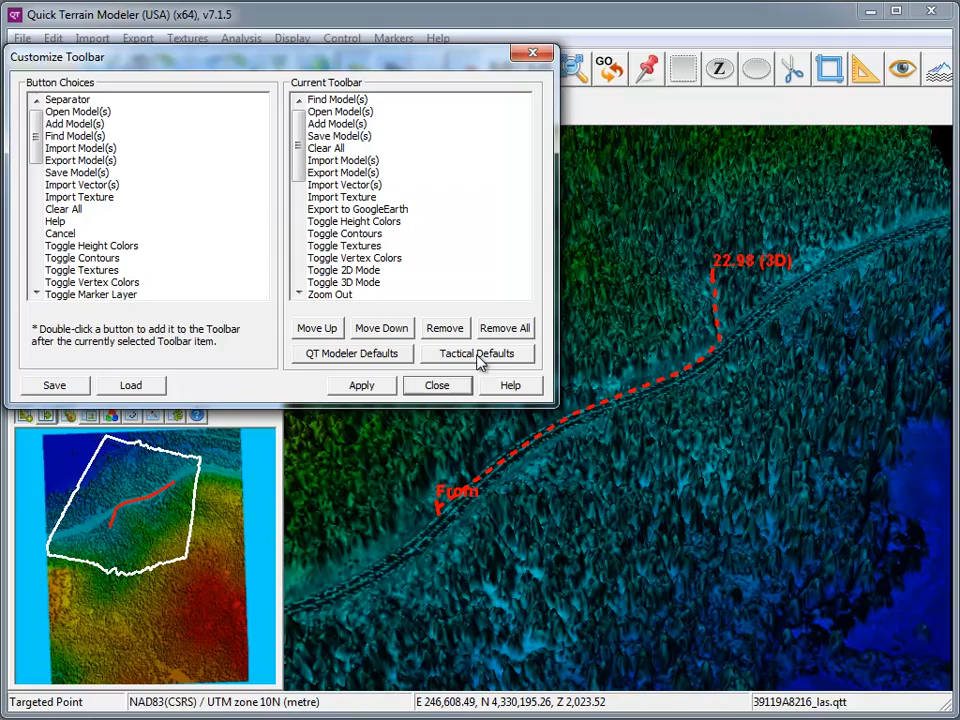 Quick Terrain Modeler (USA) (x64), v7.1.5
File Edit Import Export Textures Analysis Display Control Markers Help
Customize Toolbar
Button Choices
Separator
Open Model(s)
Add Model(s)
Find Model(s)
Import Model(s)
Export Model(s)
Save Model(s)
Import Vector(s)
Import Texture
Clear All
Help
Cancel
Toggle Height Colors
Toggle Contours
Toggle Textures
Toggle Vertex Colors
Toggle Marker Layer
* Double-click a button to add it to the Toolbar
after the currently selected Toolbar item.
Save Load
Current Toolbar
Find Model(s)
Open Model(s)
Add Model(s)
Save Model(s)
Clear All
Import Model(s)
Export Model(s)
Import Vector(s)
Import Texture
Export to GoogleEarth
Toggle Height Colors
Toggle Contours
Toggle Textures
Toggle Vertex Colors
Toggle 2D Mode
Toggle 3D Mode
Zoom Out
Move Up Move Down Remove Remove All
QT Modeler Defaults Tactical Defaults
Apply Close Help
GO
Z
22.98 (3D)
From
Targeted Point NAD83(CSRS) / UTM zone 10N (metre) E 246,608.49, N 4,330,195.26, Z 2,023.52 39119A8216_las.qtt